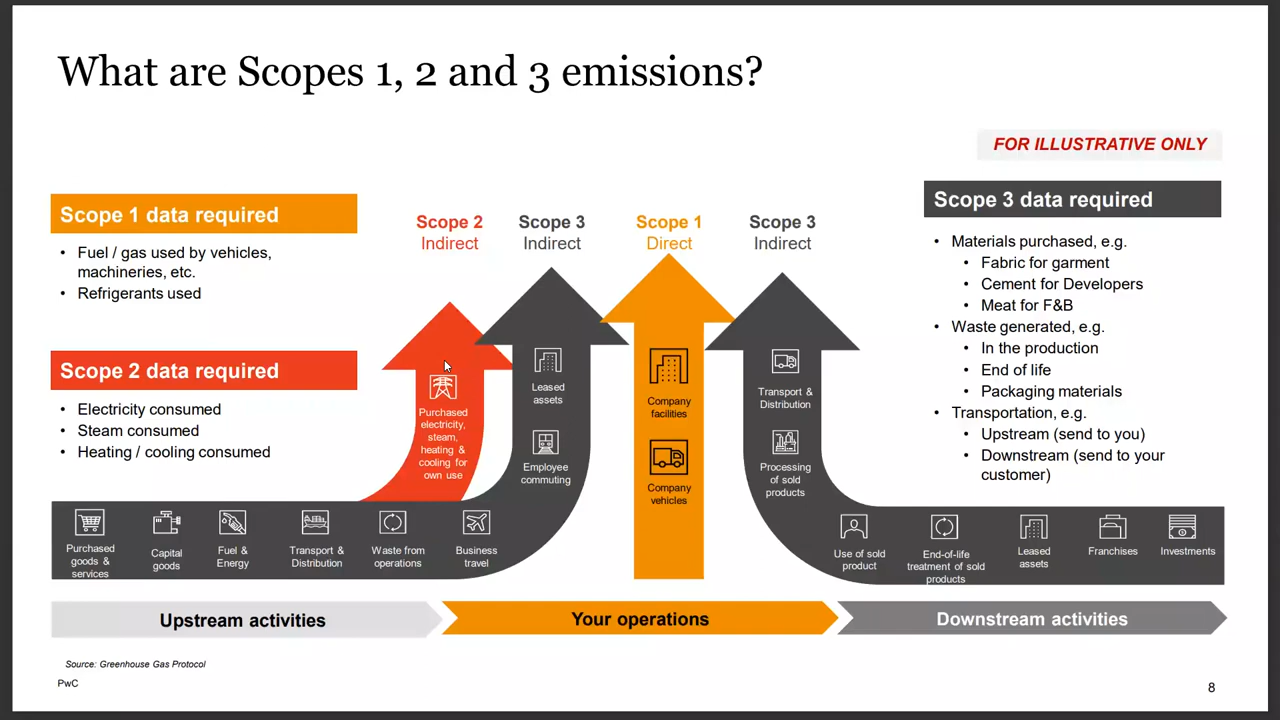 What are Scopes 1, 2 and 3 emissions?
FOR ILLUSTRATIVE ONLY
Scope 1 data required
• Fuel / gas used by vehicles,
machineries, etc.
• Refrigerants used
Scope 2 data required
• Electricity consumed
• Steam consumed
• Heating / cooling consumed
Scope 2
Indirect
Scope 3
Indirect
Scope 1
Direct
Scope 3
Indirect
Purchased
electricity,
steam,
heating &
cooling for
own use
Leased
assets
Employee
commuting
Company
facilities
Company
vehicles
Transport &
Distribution
Processing
of sold
products
Scope 3 data required
• Materials purchased, e.g.
• Fabric for garment
• Cement for Developers
• Meat for F&B
• Waste generated, e.g.
• In the production
• End of life
• Packaging materials
• Transportation, e.g.
• Upstream (send to you)
• Downstream (send to your
customer)
Purchased
goods &
services
Capital
goods
Fuel &
Energy
Transport &
Distribution
Waste from
operations
Business
travel
Use of sold
product
End-of-life
treatment of sold
products
Leased
assets
Franchises
Investments
Upstream activities
Your operations
Downstream activities
Source: Greenhouse Gas Protocol
PwC
8